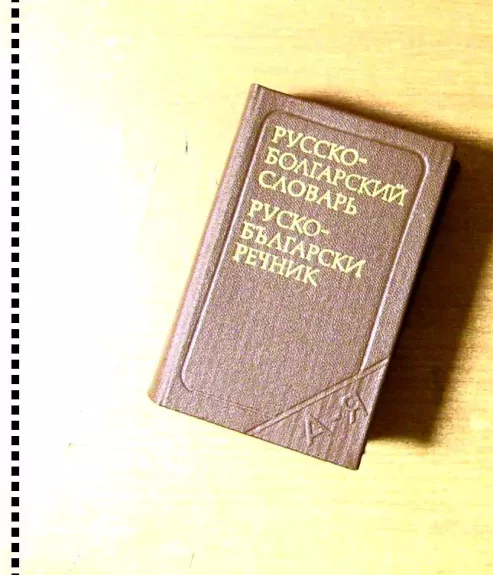 РУССКО-
БОЛГАРСКИЙ
СЛОВАРЬ
РУСКО-
БЪЛГАРСКИ
РЕЧНИК
А-Я